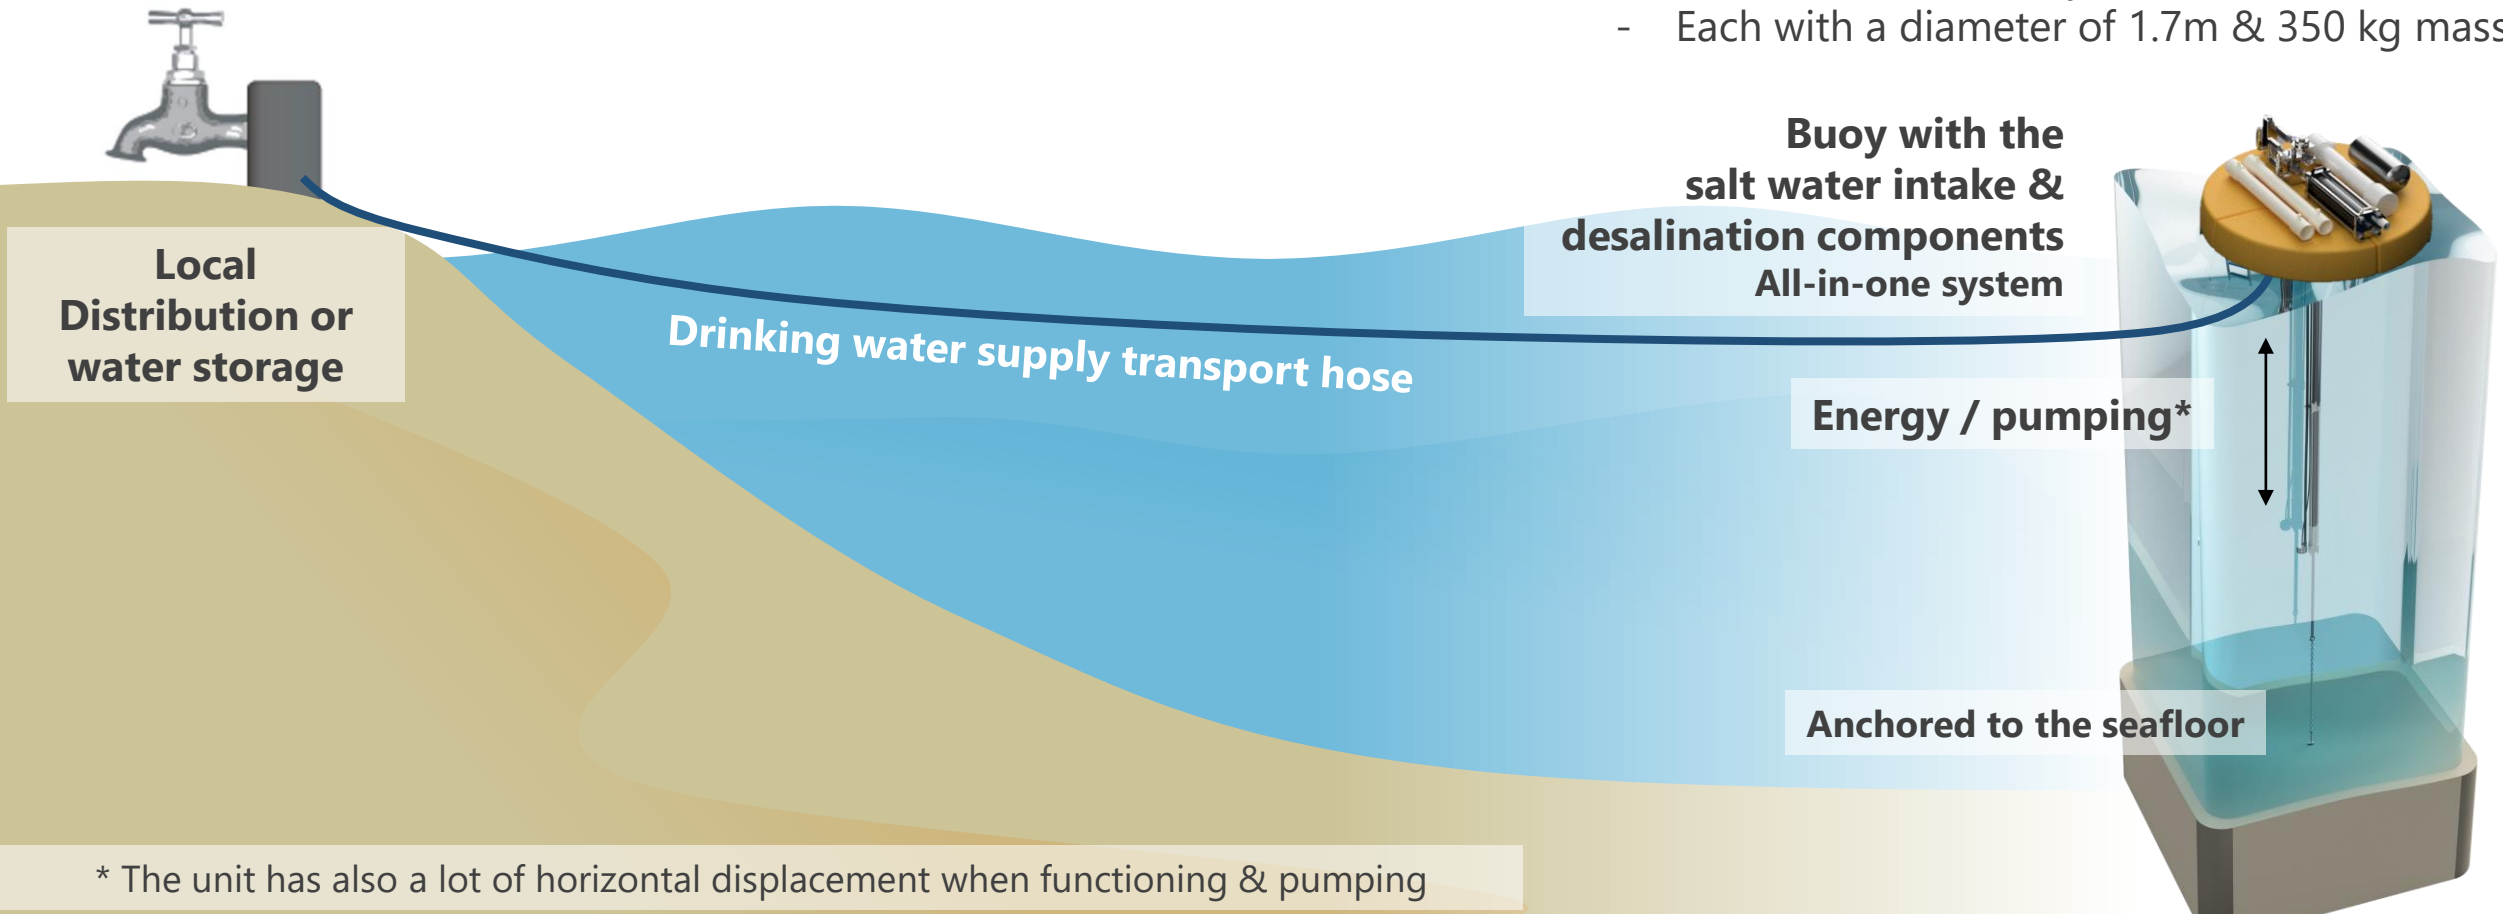 - Each with a diameter of 1.7m & 350 kg mass
Buoy with the
salt water intake &
desalination components
All-in-one system
Local
Distribution or
water storage
Drinking water supply transport hose
Energy / pumping*
Anchored to the seafloor
* The unit has also a lot of horizontal displacement when functioning & pumping